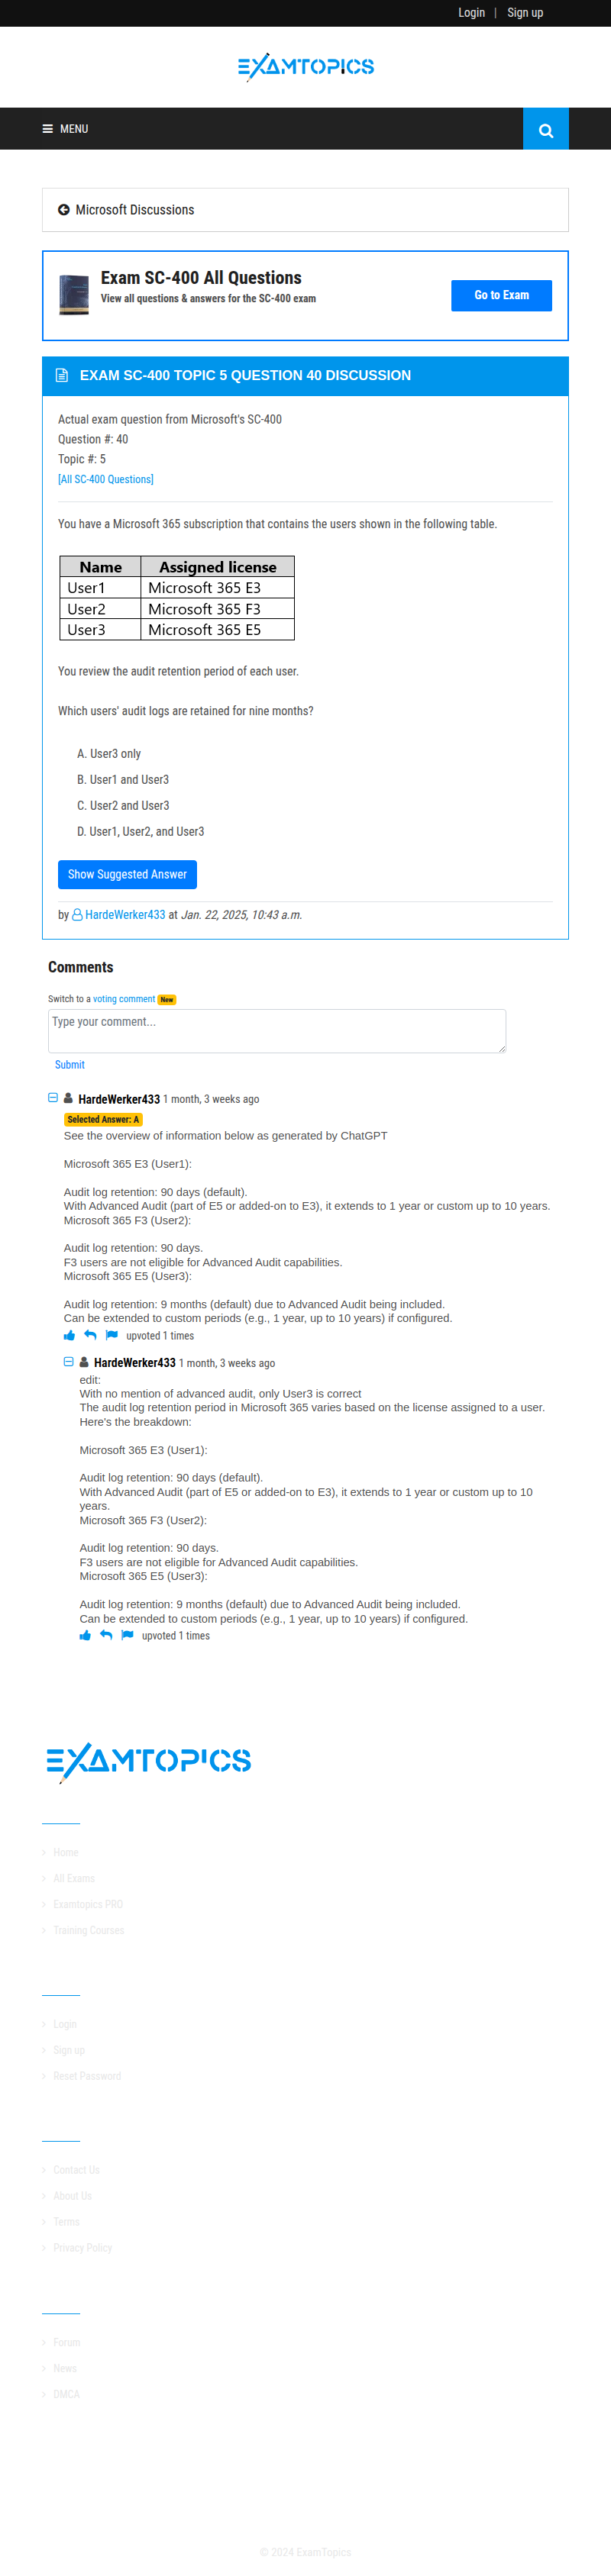 Login | Sign up
EXAMTOPICS
MENU
Microsoft Discussions
Exam SC-400 All Questions
View all questions & answers for the SC-400 exam
Go to Exam
EXAM SC-400 TOPIC 5 QUESTION 40 DISCUSSION
Actual exam question from Microsoft's SC-400
Question #: 40
Topic #: 5
[All SC-400 Questions]
You have a Microsoft 365 subscription that contains the users shown in the following table.
Name Assigned license
User1 Microsoft 365 E3
User2 Microsoft 365 F3
User3 Microsoft 365 E5
You review the audit retention period of each user.
Which users' audit logs are retained for nine months?
A. User3 only
B. User1 and User3
C. User2 and User3
D. User1, User2, and User3
Show Suggested Answer
by HardeWerker433 at Jan. 22, 2025, 10:43 a.m.
Comments
Switch to a voting comment New
Type your comment...
Submit
HardeWerker433 1 month, 3 weeks ago
Selected Answer: A
See the overview of information below as generated by ChatGPT
Microsoft 365 E3 (User1):
Audit log retention: 90 days (default).
With Advanced Audit (part of E5 or added-on to E3), it extends to 1 year or custom up to 10 years.
Microsoft 365 F3 (User2):
Audit log retention: 90 days.
F3 users are not eligible for Advanced Audit capabilities.
Microsoft 365 E5 (User3):
Audit log retention: 9 months (default) due to Advanced Audit being included.
Can be extended to custom periods (e.g., 1 year, up to 10 years) if configured.
upvoted 1 times
HardeWerker433 1 month, 3 weeks ago
edit:
With no mention of advanced audit, only User3 is correct
The audit log retention period in Microsoft 365 varies based on the license assigned to a user.
Here's the breakdown:
Microsoft 365 E3 (User1):
Audit log retention: 90 days (default).
With Advanced Audit (part of E5 or added-on to E3), it extends to 1 year or custom up to 10
years.
Microsoft 365 F3 (User2):
Audit log retention: 90 days.
F3 users are not eligible for Advanced Audit capabilities.
Microsoft 365 E5 (User3):
Audit log retention: 9 months (default) due to Advanced Audit being included.
Can be extended to custom periods (e.g., 1 year, up to 10 years) if configured.
upvoted 1 times
EXAMTOPICS
Home
All Exams
Examtopics PRO
Training Courses
Login
Sign up
Reset Password
Contact Us
About Us
Terms
Privacy Policy
Forum
News
DMCA
© 2024 ExamTopics